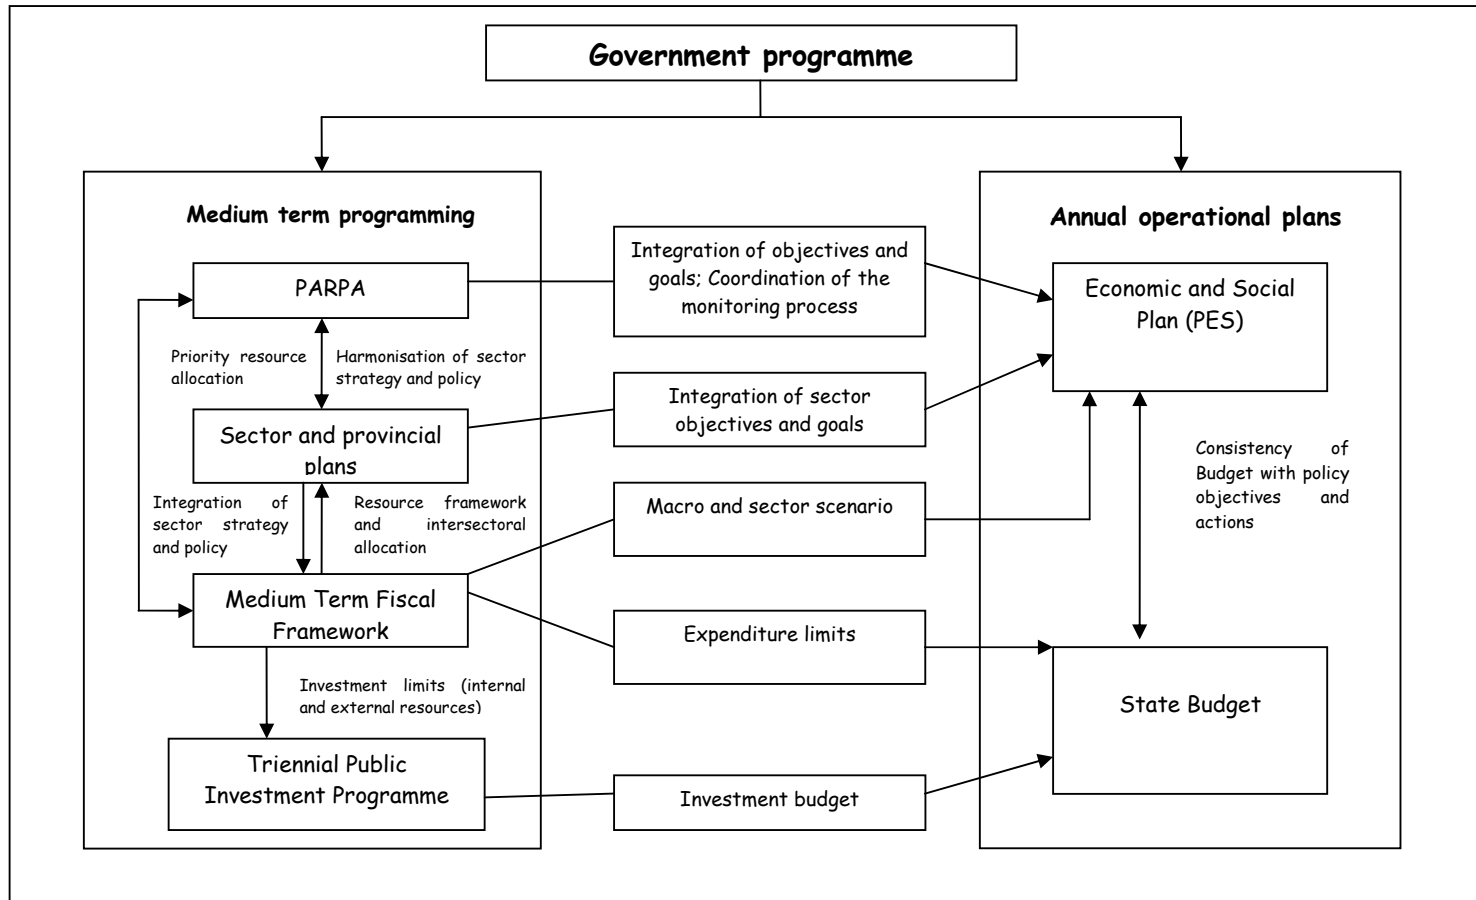 Government programme
Medium term programming
PARPA
Priority resource
allocation
Harmonisation of sector
strategy and policy
Sector and provincial
plans
Integration of
sector strategy
and policy
Resource framework
and intersectoral
allocation
Medium Term Fiscal
Framework
Investment limits (internal
and external resources)
Triennial Public
Investment Programme
Integration of objectives and
goals; Coordination of the
monitoring process
Integration of sector
objectives and goals
Macro and sector scenario
Expenditure limits
Investment budget
Annual operational plans
Economic and Social
Plan (PES)
Consistency of
Budget with policy
objectives and
actions
State Budget